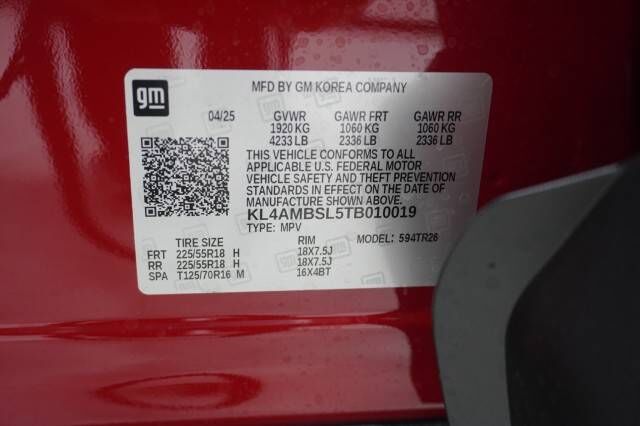 gm
MFD BY GM KOREA COMPANY
04/25 GVWR GAWR FRT GAWR RR
1920 KG 1060 KG 1060 KG
4233 LB 2336 LB 2336 LB
THIS VEHICLE CONFORMS TO ALL
APPLICABLE U.S. FEDERAL MOTOR
VEHICLE SAFETY AND THEFT PREVENTION
STANDARDS IN EFFECT ON THE DATE OF
MANUFACTURE SHOWN ABOVE.
KL4AMBSL5TB010019
TYPE: MPV MODEL: 594TR26
TIRE SIZE RIM
FRT 225/55R18 H 18X7.5J
RR 225/55R18 H 18X7.5J
SPA T125/70R16 M 16X4BT